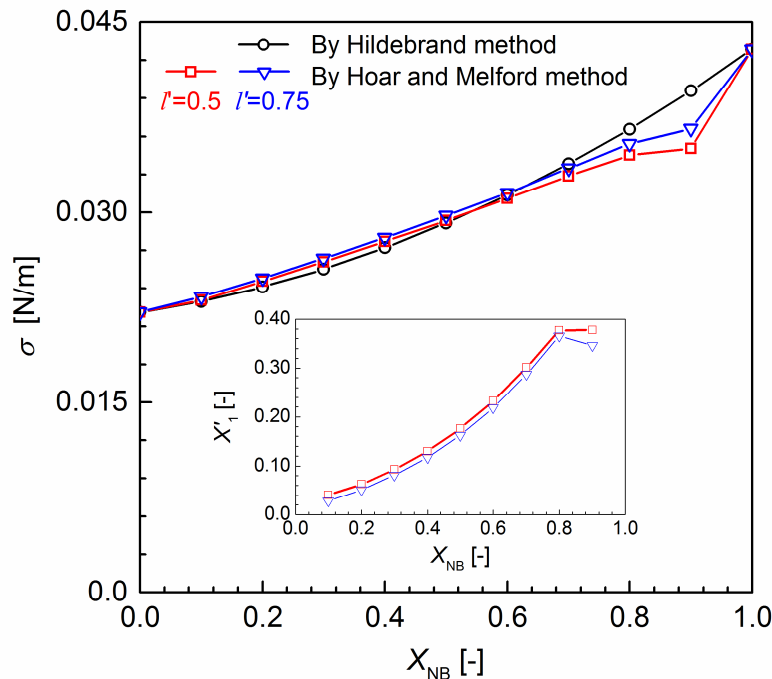 0.045
By Hildebrand method
By Hoar and Melford method
l'=0.5 l'=0.75
0.030
σ [N/m]
0.015
0.0
0.40
0.30
0.20
0.10
0.0
X'₁ [-]
0.0 0.2 0.4 0.6 0.8 1.0
X_NB [-]
0.0 0.2 0.4 0.6 0.8 1.0
X_NB [-]